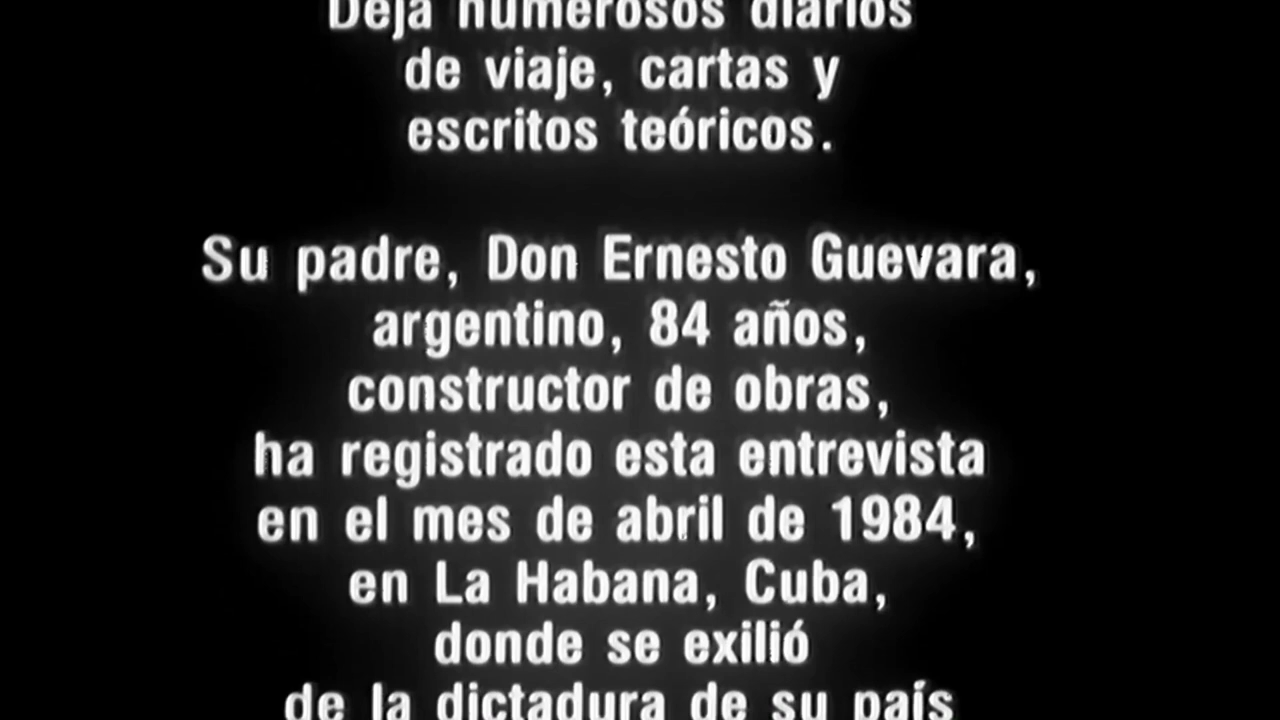 Deja numerosos diarios
de viaje, cartas y
escritos teóricos.
Su padre, Don Ernesto Guevara,
argentino, 84 años,
constructor de obras,
ha registrado esta entrevista
en el mes de abril de 1984,
en La Habana, Cuba,
donde se exilió
de la dictadura de su país